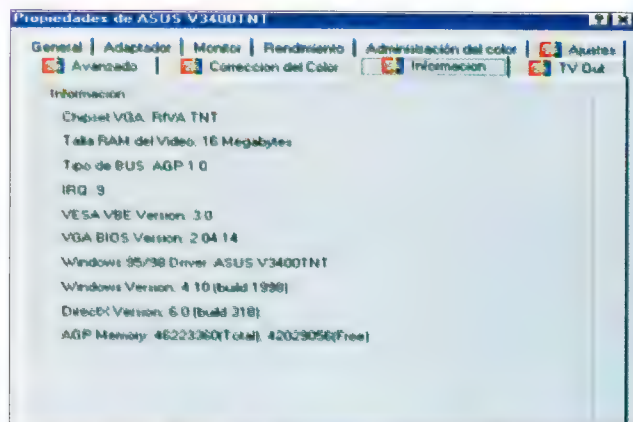 Propiedades de ASUS V3400TNT
General Adaptador Monitor Rendimiento Administración del color Ajustes
Avanzado Correccion del Color Informacion TV Out
Informacion
Chipset VGA: RIVA TNT
Talla RAM del Video: 16 Megabytes
Tipo de BUS: AGP 1.0
IRQ: 9
VESA VBE Version: 3.0
VGA BIOS Version: 2.04.14
Windows 95/98 Driver: ASUS V3400TNT
Windows Version: 4.10 (build 1998)
DirectX Version: 6.0 (build 318)
AGP Memory: 46223360(Total), 42029056(Free)